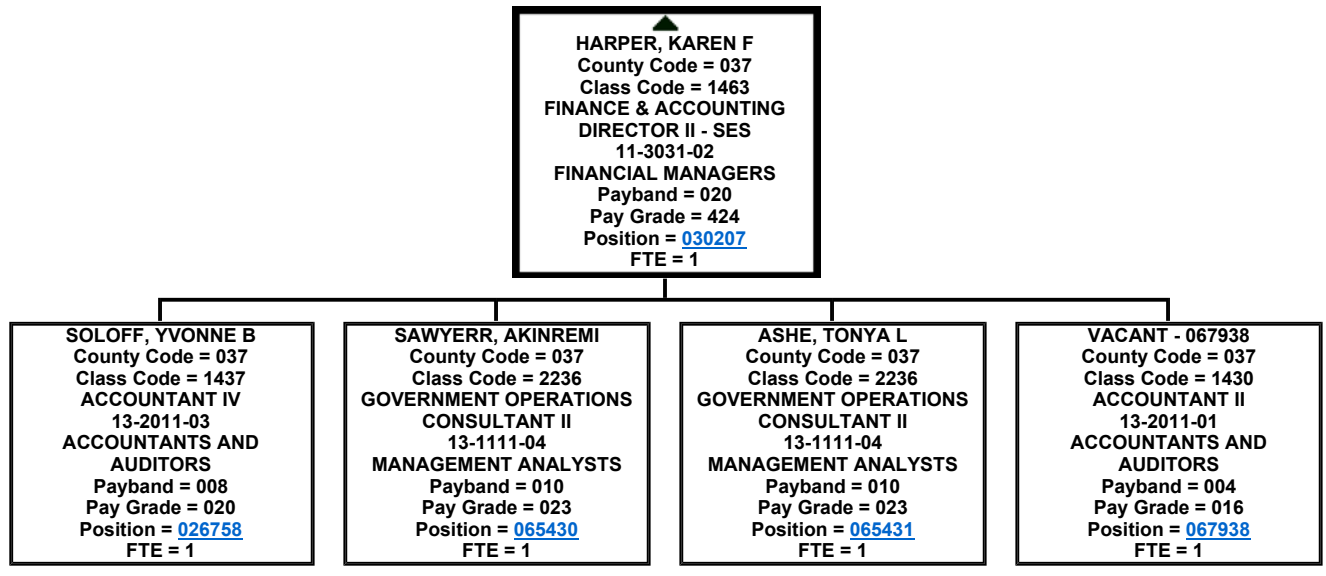 HARPER, KAREN F
County Code = 037
Class Code = 1463
FINANCE & ACCOUNTING
DIRECTOR II - SES
11-3031-02
FINANCIAL MANAGERS
Payband = 020
Pay Grade = 424
Position = 030207
FTE = 1
SOLOFF, YVONNE B
County Code = 037
Class Code = 1437
ACCOUNTANT IV
13-2011-03
ACCOUNTANTS AND
AUDITORS
Payband = 008
Pay Grade = 020
Position = 026758
FTE = 1
SAWYERR, AKINREMI
County Code = 037
Class Code = 2236
GOVERNMENT OPERATIONS
CONSULTANT II
13-1111-04
MANAGEMENT ANALYSTS
Payband = 010
Pay Grade = 023
Position = 065430
FTE = 1
ASHE, TONYA L
County Code = 037
Class Code = 2236
GOVERNMENT OPERATIONS
CONSULTANT II
13-1111-04
MANAGEMENT ANALYSTS
Payband = 010
Pay Grade = 023
Position = 065431
FTE = 1
VACANT - 067938
County Code = 037
Class Code = 1430
ACCOUNTANT II
13-2011-01
ACCOUNTANTS AND
AUDITORS
Payband = 004
Pay Grade = 016
Position = 067938
FTE = 1